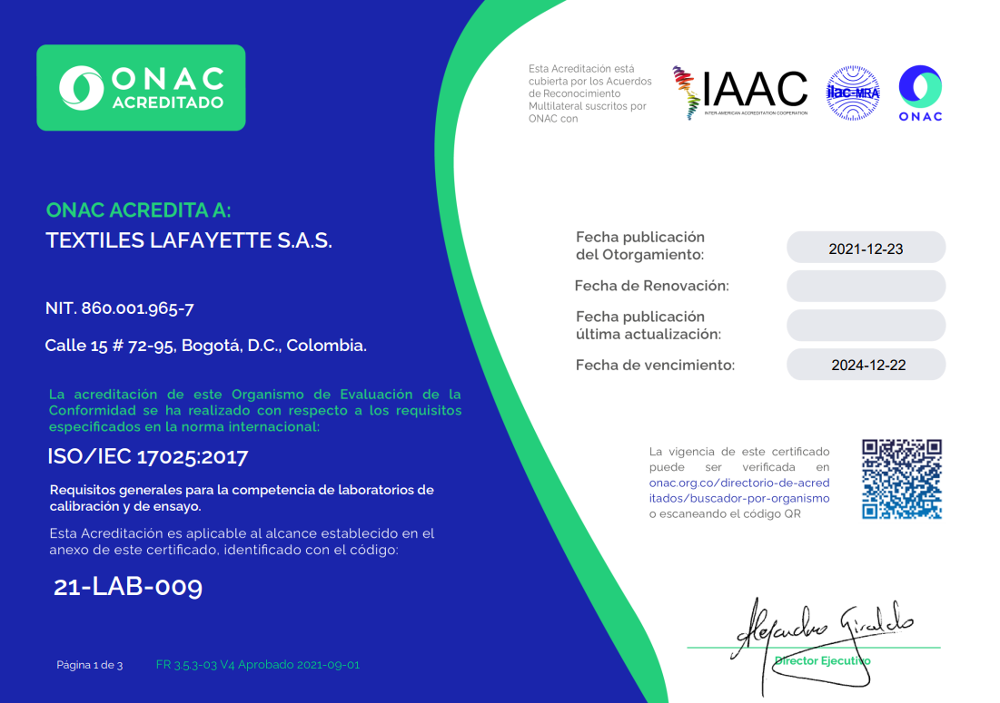 ONAC
ACREDITADO
Esta Acreditación está
cubierta por los Acuerdos
de Reconocimiento
Multilateral suscritos por
ONAC con
IAAC
INTER-AMERICAN ACCREDITATION COOPERATION
ilac-MRA
ONAC
ONAC ACREDITA A:
TEXTILES LAFAYETTE S.A.S.
NIT. 860.001.965-7
Calle 15 # 72-95, Bogotá, D.C., Colombia.
La acreditación de este Organismo de Evaluación de la
Conformidad se ha realizado con respecto a los requisitos
especificados en la norma internacional:
ISO/IEC 17025:2017
Requisitos generales para la competencia de laboratorios de
calibración y de ensayo.
Esta Acreditación es aplicable al alcance establecido en el
anexo de este certificado, identificado con el código:
21-LAB-009
Página 1 de 3 FR 3.5.3-03 V4 Aprobado 2021-09-01
Fecha publicación
del Otorgamiento: 2021-12-23
Fecha de Renovación:
Fecha publicación
última actualización:
Fecha de vencimiento: 2024-12-22
La vigencia de este certificado
puede ser verificada en
onac.org.co/directorio-de-acred
itados/buscador-por-organismo
o escaneando el código QR
Alejandro Giraldo
Director Ejecutivo